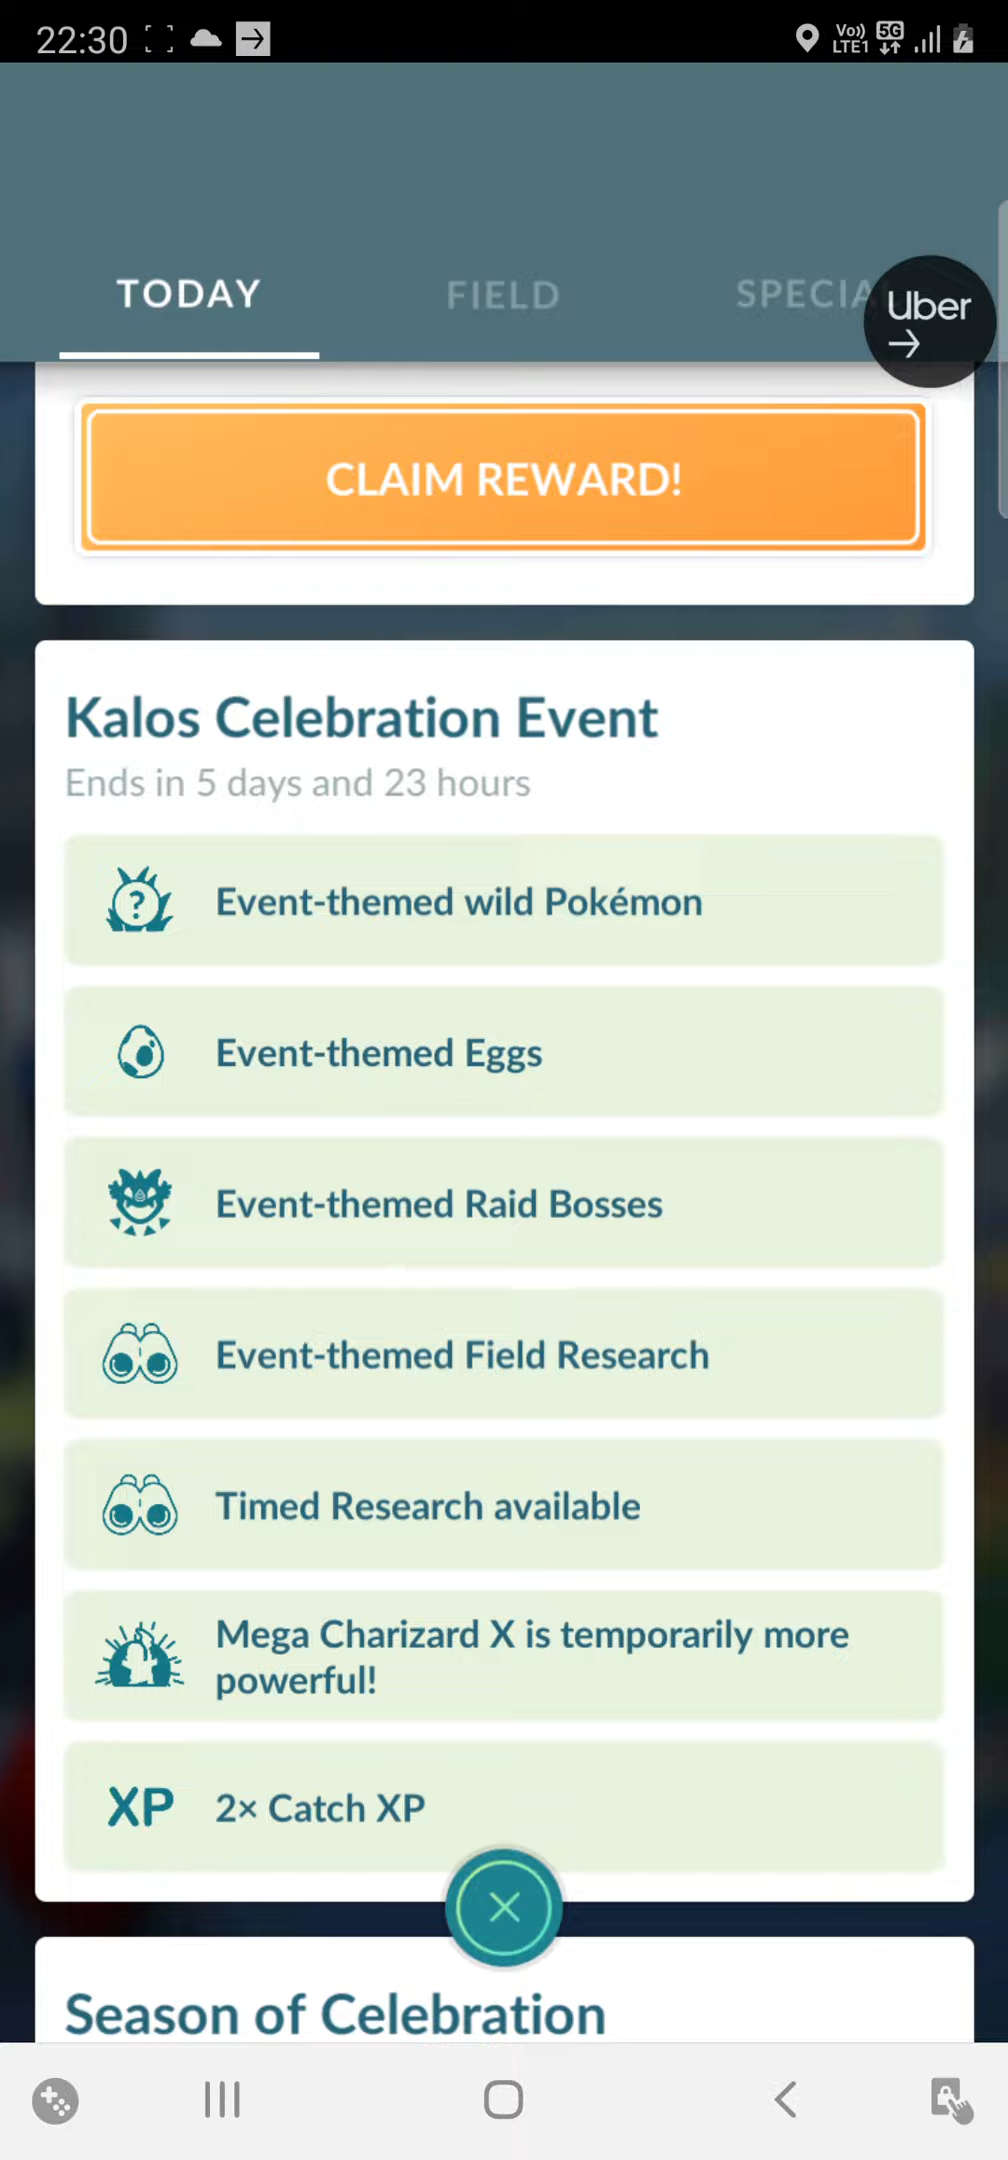 22:30
Vo))
LTE1
5G
TODAY
FIELD
SPECIA
Uber
CLAIM REWARD!
Kalos Celebration Event
Ends in 5 days and 23 hours
Event-themed wild Pokémon
Event-themed Eggs
Event-themed Raid Bosses
Event-themed Field Research
Timed Research available
Mega Charizard X is temporarily more
powerful!
XP 2× Catch XP
Season of Celebration